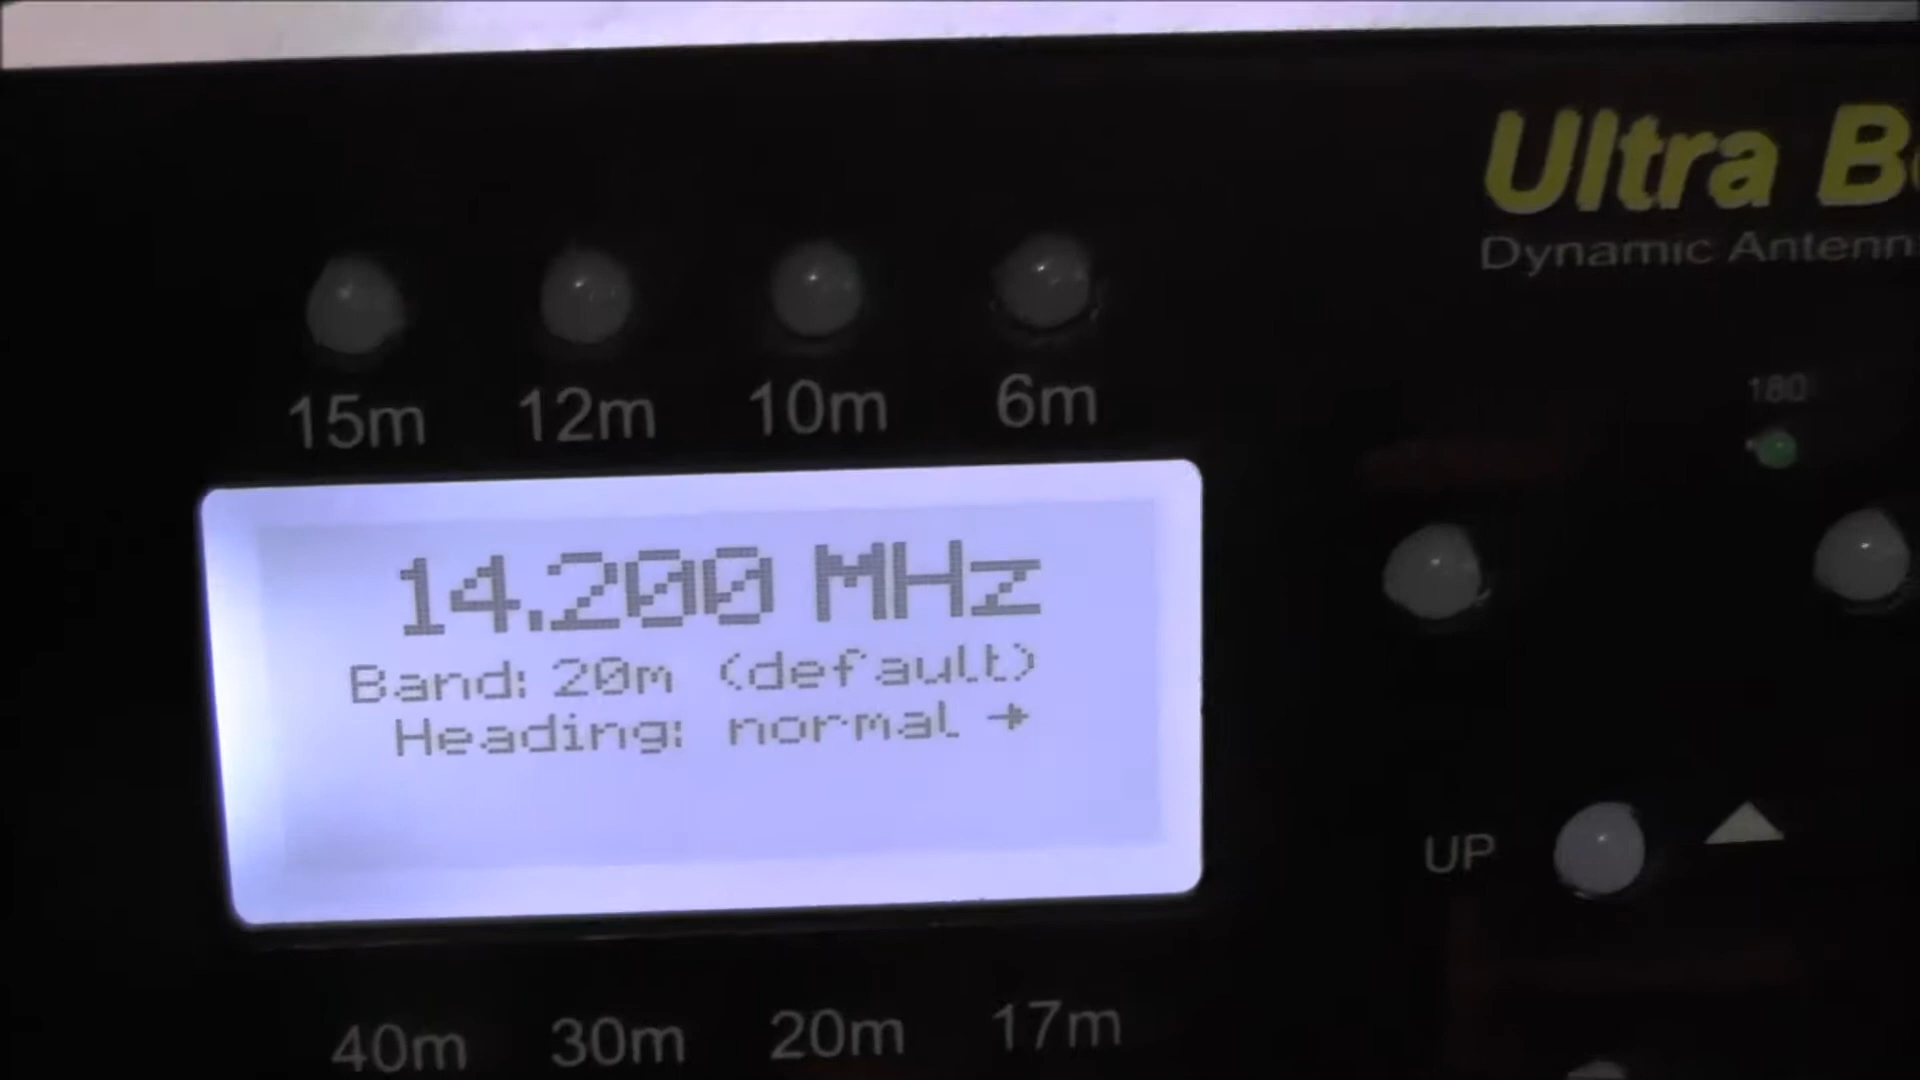 Ultra
Dynamic
15m 12m 10m 6m
180
14.200 MHz
Band: 20m (default)
Heading: normal →
UP
40m 30m 20m 17m